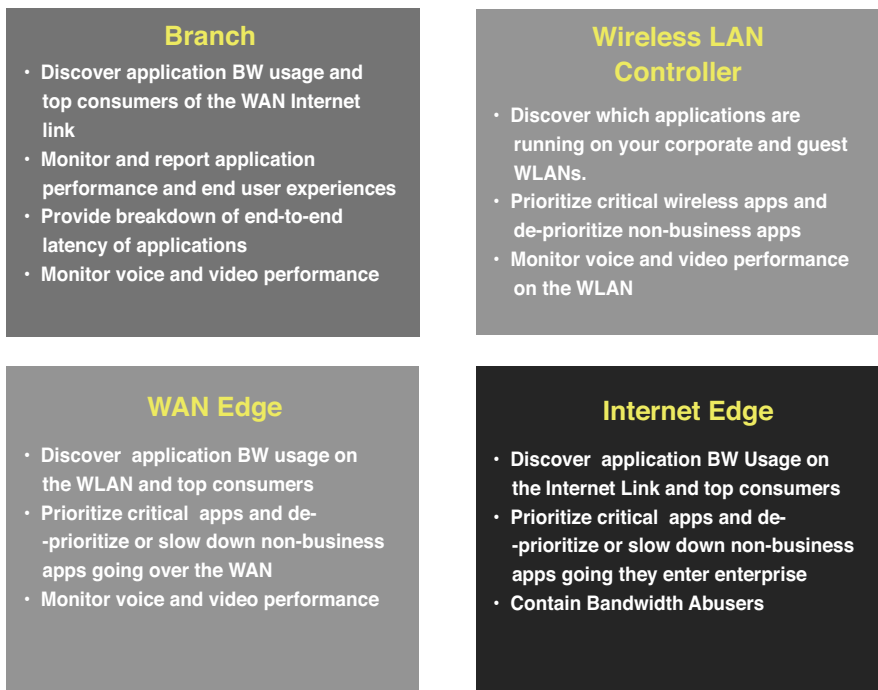 Branch
• Discover application BW usage and
top consumers of the WAN Internet
link
• Monitor and report application
performance and end user experiences
• Provide breakdown of end-to-end
latency of applications
• Monitor voice and video performance
Wireless LAN
Controller
• Discover which applications are
running on your corporate and guest
WLANs.
• Prioritize critical wireless apps and
de-prioritize non-business apps
• Monitor voice and video performance
on the WLAN
WAN Edge
• Discover application BW usage on
the WLAN and top consumers
• Prioritize critical apps and de-
-prioritize or slow down non-business
apps going over the WAN
• Monitor voice and video performance
Internet Edge
• Discover application BW Usage on
the Internet Link and top consumers
• Prioritize critical apps and de-
-prioritize or slow down non-business
apps going they enter enterprise
• Contain Bandwidth Abusers